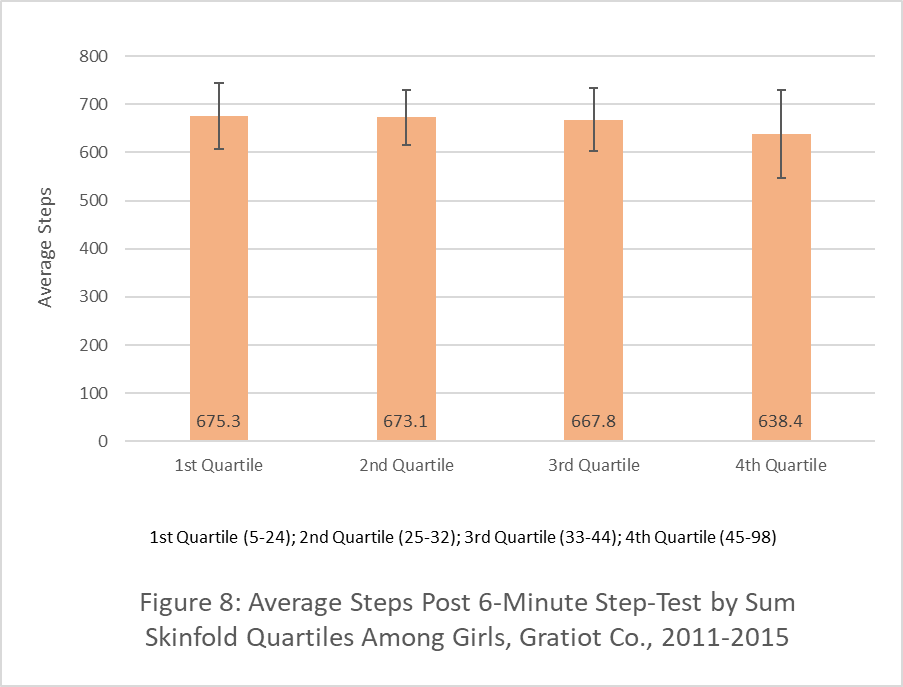 800
700
600
500
400
300
200
100
0
Average Steps
675.3
673.1
667.8
638.4
1st Quartile
2nd Quartile
3rd Quartile
4th Quartile
1st Quartile (5-24); 2nd Quartile (25-32); 3rd Quartile (33-44); 4th Quartile (45-98)
Figure 8: Average Steps Post 6-Minute Step-Test by Sum
Skinfold Quartiles Among Girls, Gratiot Co., 2011-2015